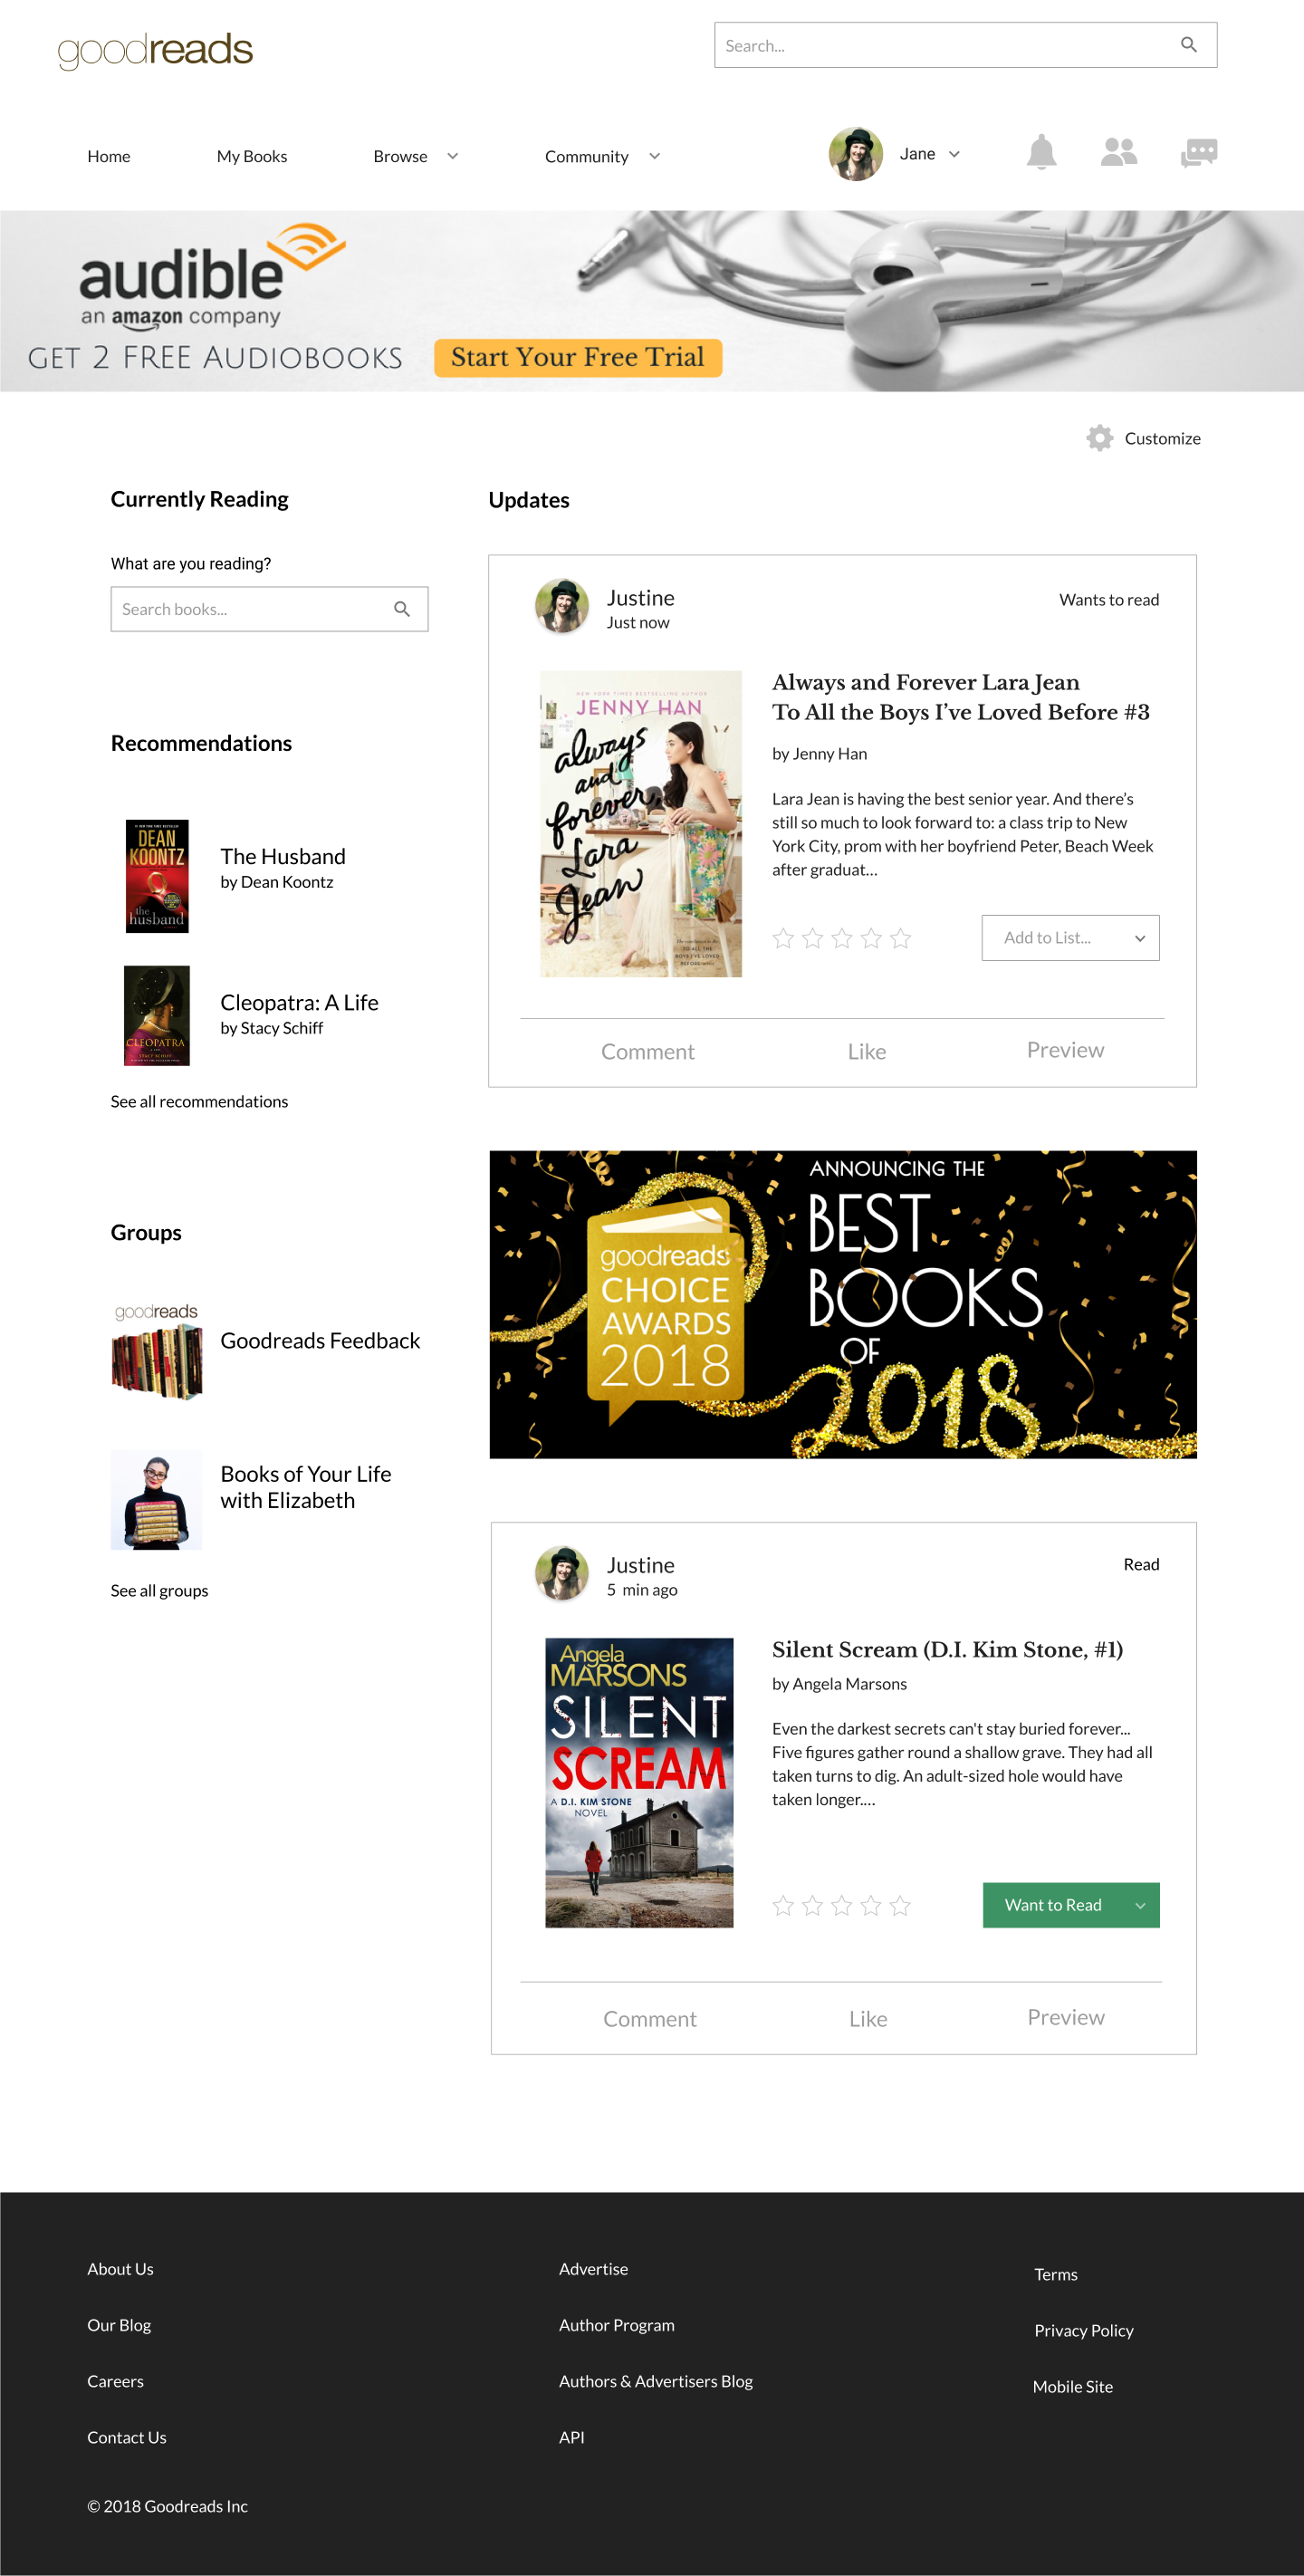 goodreads
Search...
Home
My Books
Browse
Community
Jane
audible
an amazon company
GET 2 FREE AUDIOBOOKS
Start Your Free Trial
Customize
Currently Reading
What are you reading?
Search books...
Recommendations
DEAN
KOONTZ
the
husband
The Husband
by Dean Koontz
CLEOPATRA
STACY SCHIFF
Cleopatra: A Life
by Stacy Schiff
See all recommendations
Groups
goodreads
Goodreads Feedback
Books of Your Life
with Elizabeth
See all groups
Updates
Justine
Just now
Wants to read
NEW YORK TIMES BESTSELLING AUTHOR
JENNY HAN
always
and
forever,
Lara
Jean
Always and Forever Lara Jean
To All the Boys I’ve Loved Before #3
by Jenny Han
Lara Jean is having the best senior year. And there’s
still so much to look forward to: a class trip to New
York City, prom with her boyfriend Peter, Beach Week
after graduat...
Add to List...
Comment
Like
Preview
goodreads
CHOICE
AWARDS
2018
ANNOUNCING THE
BEST
BOOKS
OF
2018
Justine
5 min ago
Read
Angela
MARSONS
SILENT
SCREAM
A D.I. KIM STONE
NOVEL
Silent Scream (D.I. Kim Stone, #1)
by Angela Marsons
Even the darkest secrets can't stay buried forever...
Five figures gather round a shallow grave. They had all
taken turns to dig. An adult-sized hole would have
taken longer....
Want to Read
Comment
Like
Preview
About Us
Our Blog
Careers
Contact Us
© 2018 Goodreads Inc
Advertise
Author Program
Authors & Advertisers Blog
API
Terms
Privacy Policy
Mobile Site